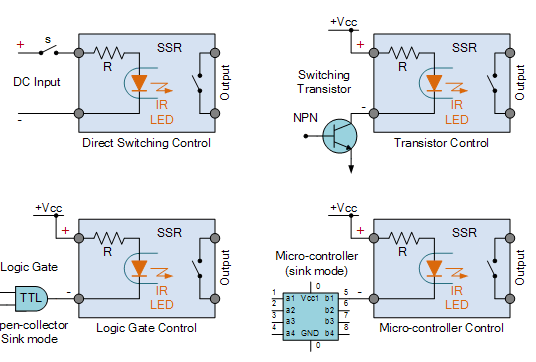 s
+
DC Input
-
R
SSR
IR
LED
Output
Direct Switching Control
+Vcc
+
Switching
Transistor
NPN
-
R
SSR
IR
LED
Output
Transistor Control
+Vcc
+
Logic Gate
TTL
-
pen-collector
Sink mode
R
SSR
IR
LED
Output
Logic Gate Control
+Vcc
+
Micro-controller
(sink mode)
0
1 a1 Vcc1 b1 5
2 a2 b2 6
3 a3 b3 7
4 a4 GND b4 8
0
-
R
SSR
IR
LED
Output
Micro-controller Control